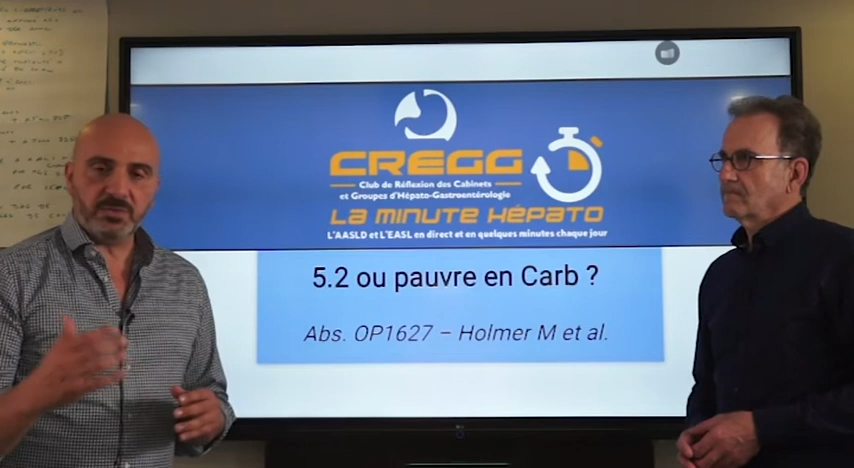 CREGG
Club de Réflexion des Cabinets
et Groupes d'Hépato-Gastroentérologie
LA MINUTE HÉPATO
L'AASLD et L'EASL en direct et en quelques minutes chaque jour
5.2 ou pauvre en Carb ?
Abs. OP1627 – Holmer M et al.